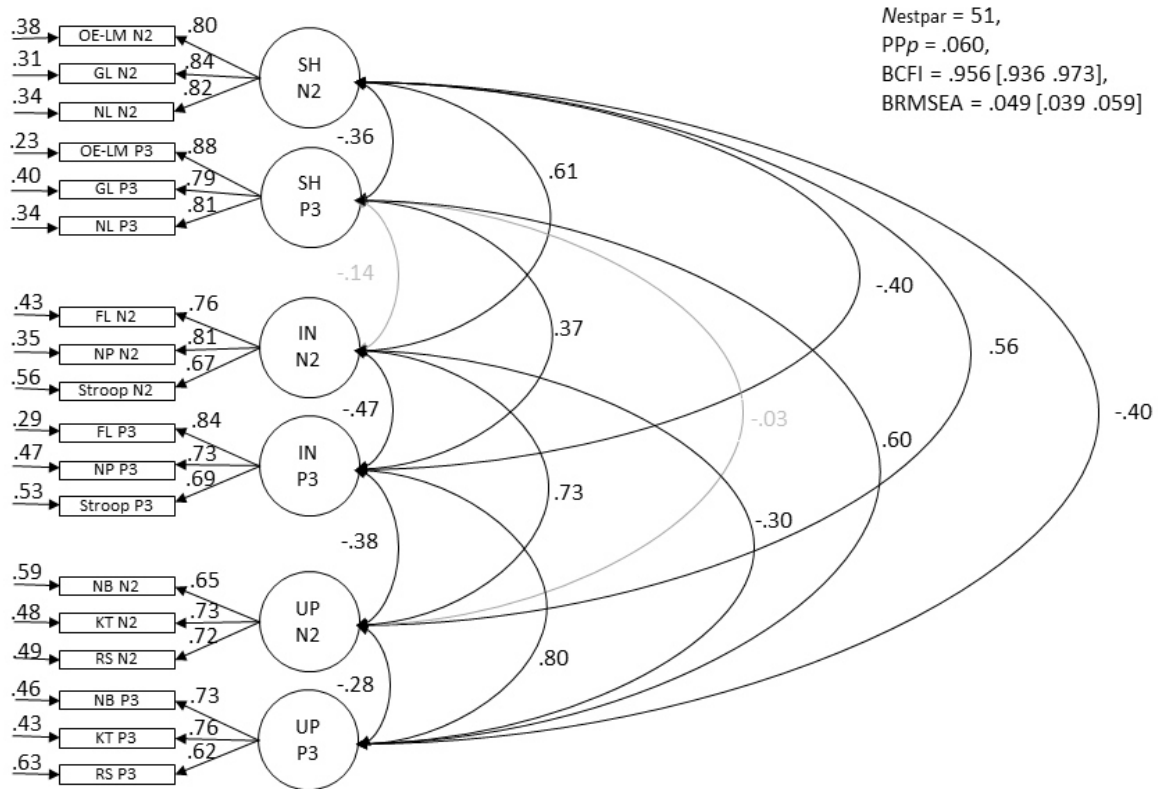 Nestpar = 51,
PPp = .060,
BCFI = .956 [.936 .973],
BRMSEA = .049 [.039 .059]
.38 OE-LM N2 .80
.31 GL N2 .84
.34 NL N2 .82
SH
N2
-.36
.23 OE-LM P3 .88
.40 GL P3 .79
.34 NL P3 .81
SH
P3
.61
-.14
-.40
.43 FL N2 .76
.35 NP N2 .81
.56 Stroop N2 .67
IN
N2
.37
.56
-.47
-.03
-.40
.29 FL P3 .84
.47 NP P3 .73
.53 Stroop P3 .69
IN
P3
.60
.73
-.30
-.38
.59 NB N2 .65
.48 KT N2 .73
.49 RS N2 .72
UP
N2
.80
-.28
.46 NB P3 .73
.43 KT P3 .76
.63 RS P3 .62
UP
P3